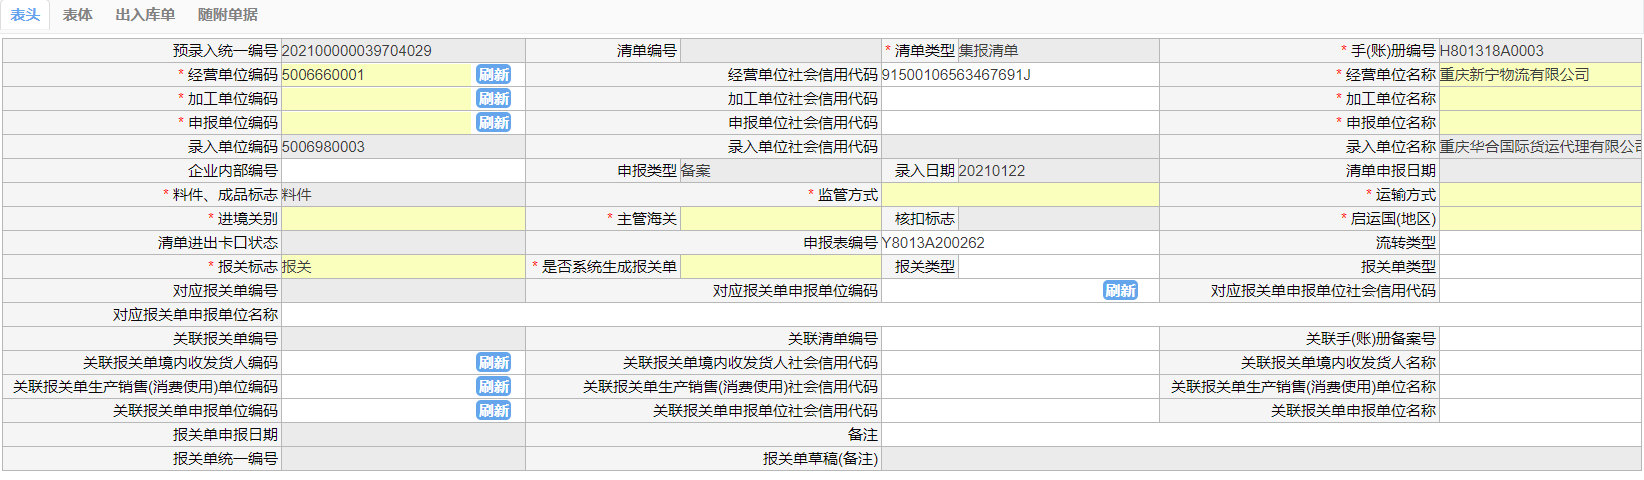 表头 表体 出入库单 随附单据
预录入统一编号 202100000039704029 清单编号 * 清单类型 集报清单 * 手(账)册编号 H801318A0003
* 经营单位编码 5006660001 刷新 经营单位社会信用代码 91500106563467691J * 经营单位名称 重庆新宁物流有限公司
* 加工单位编码 刷新 加工单位社会信用代码 * 加工单位名称
* 申报单位编码 刷新 申报单位社会信用代码 * 申报单位名称
录入单位编码 5006980003 录入单位社会信用代码 录入单位名称 重庆华合国际货运代理有限公司
企业内部编号 申报类型 备案 录入日期 20210122 清单申报日期
* 料件、成品标志 料件 * 监管方式 * 运输方式
* 进境关别 * 主管海关 核扣标志 * 启运国(地区)
清单进出卡口状态 申报表编号 Y8013A200262 流转类型
* 报关标志 报关 * 是否系统生成报关单 报关类型 报关单类型
对应报关单编号 对应报关单申报单位编码 刷新 对应报关单申报单位社会信用代码
对应报关单申报单位名称
关联报关单编号 关联清单编号 关联手(账)册备案号
关联报关单境内收发货人编码 刷新 关联报关单境内收发货人社会信用代码 关联报关单境内收发货人名称
关联报关单生产销售(消费使用)单位编码 刷新 关联报关单生产销售(消费使用)社会信用代码 关联报关单生产销售(消费使用)单位名称
关联报关单申报单位编码 刷新 关联报关单申报单位社会信用代码 关联报关单申报单位名称
报关单申报日期 备注
报关单统一编号 报关单草稿(备注)